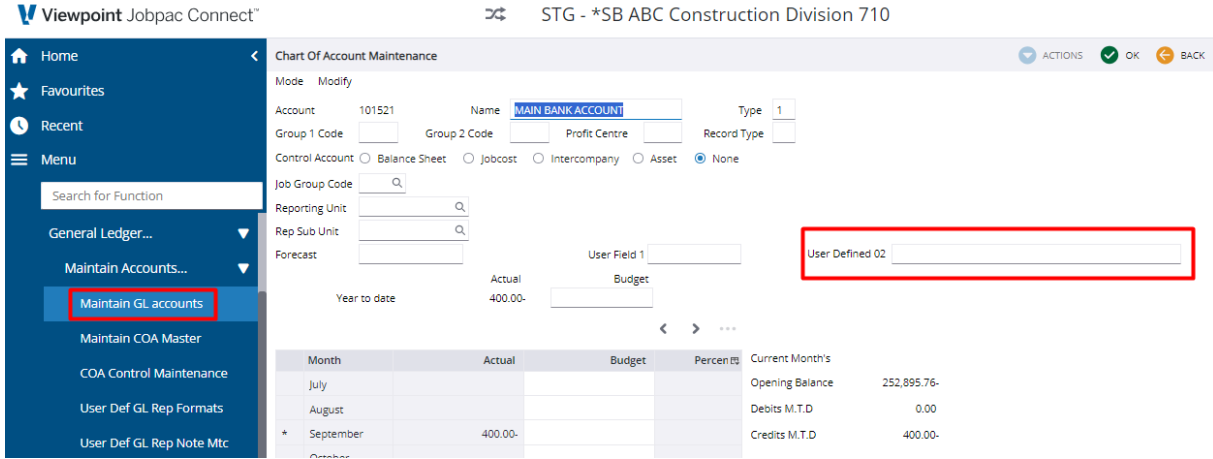 Viewpoint Jobpac Connect™
STG - *SB ABC Construction Division 710
Home
Favourites
Recent
Menu
Search for Function
General Ledger...
Maintain Accounts...
Maintain GL accounts
Maintain COA Master
COA Control Maintenance
User Def GL Rep Formats
User Def GL Rep Note Mtc
Chart Of Account Maintenance
ACTIONS OK BACK
Mode Modify
Account 101521 Name MAIN BANK ACCOUNT Type 1
Group 1 Code Group 2 Code Profit Centre Record Type
Control Account Balance Sheet Jobcost Intercompany Asset None
Job Group Code
Reporting Unit
Rep Sub Unit
Forecast User Field 1 User Defined 02
Actual Budget
Year to date 400.00-
Month Actual Budget Percen
July
August
* September 400.00-
October
Current Month's
Opening Balance 252,895.76-
Debits M.T.D 0.00
Credits M.T.D 400.00-